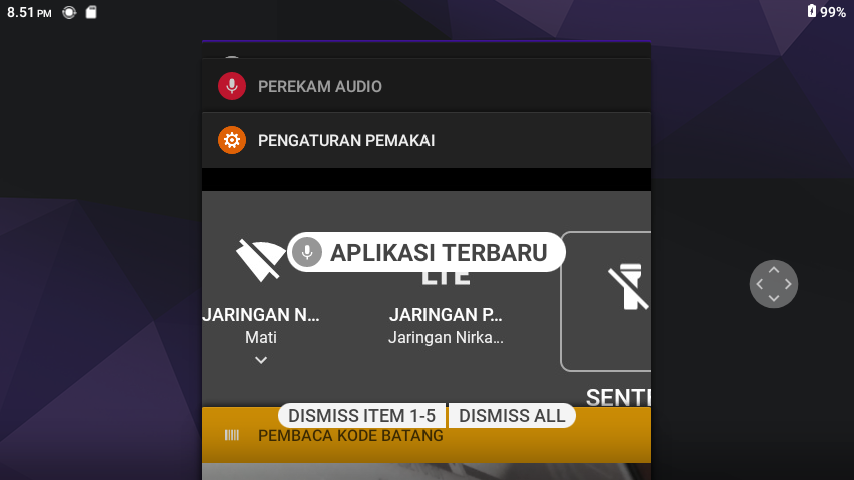 8.51 PM
99%
PEREKAM AUDIO
PENGATURAN PEMAKAI
APLIKASI TERBARU
LTE
JARINGAN N...
JARINGAN P...
Mati
Jaringan Nirka...
SENT
DISMISS ITEM 1-5
DISMISS ALL
PEMBACA KODE BATANG